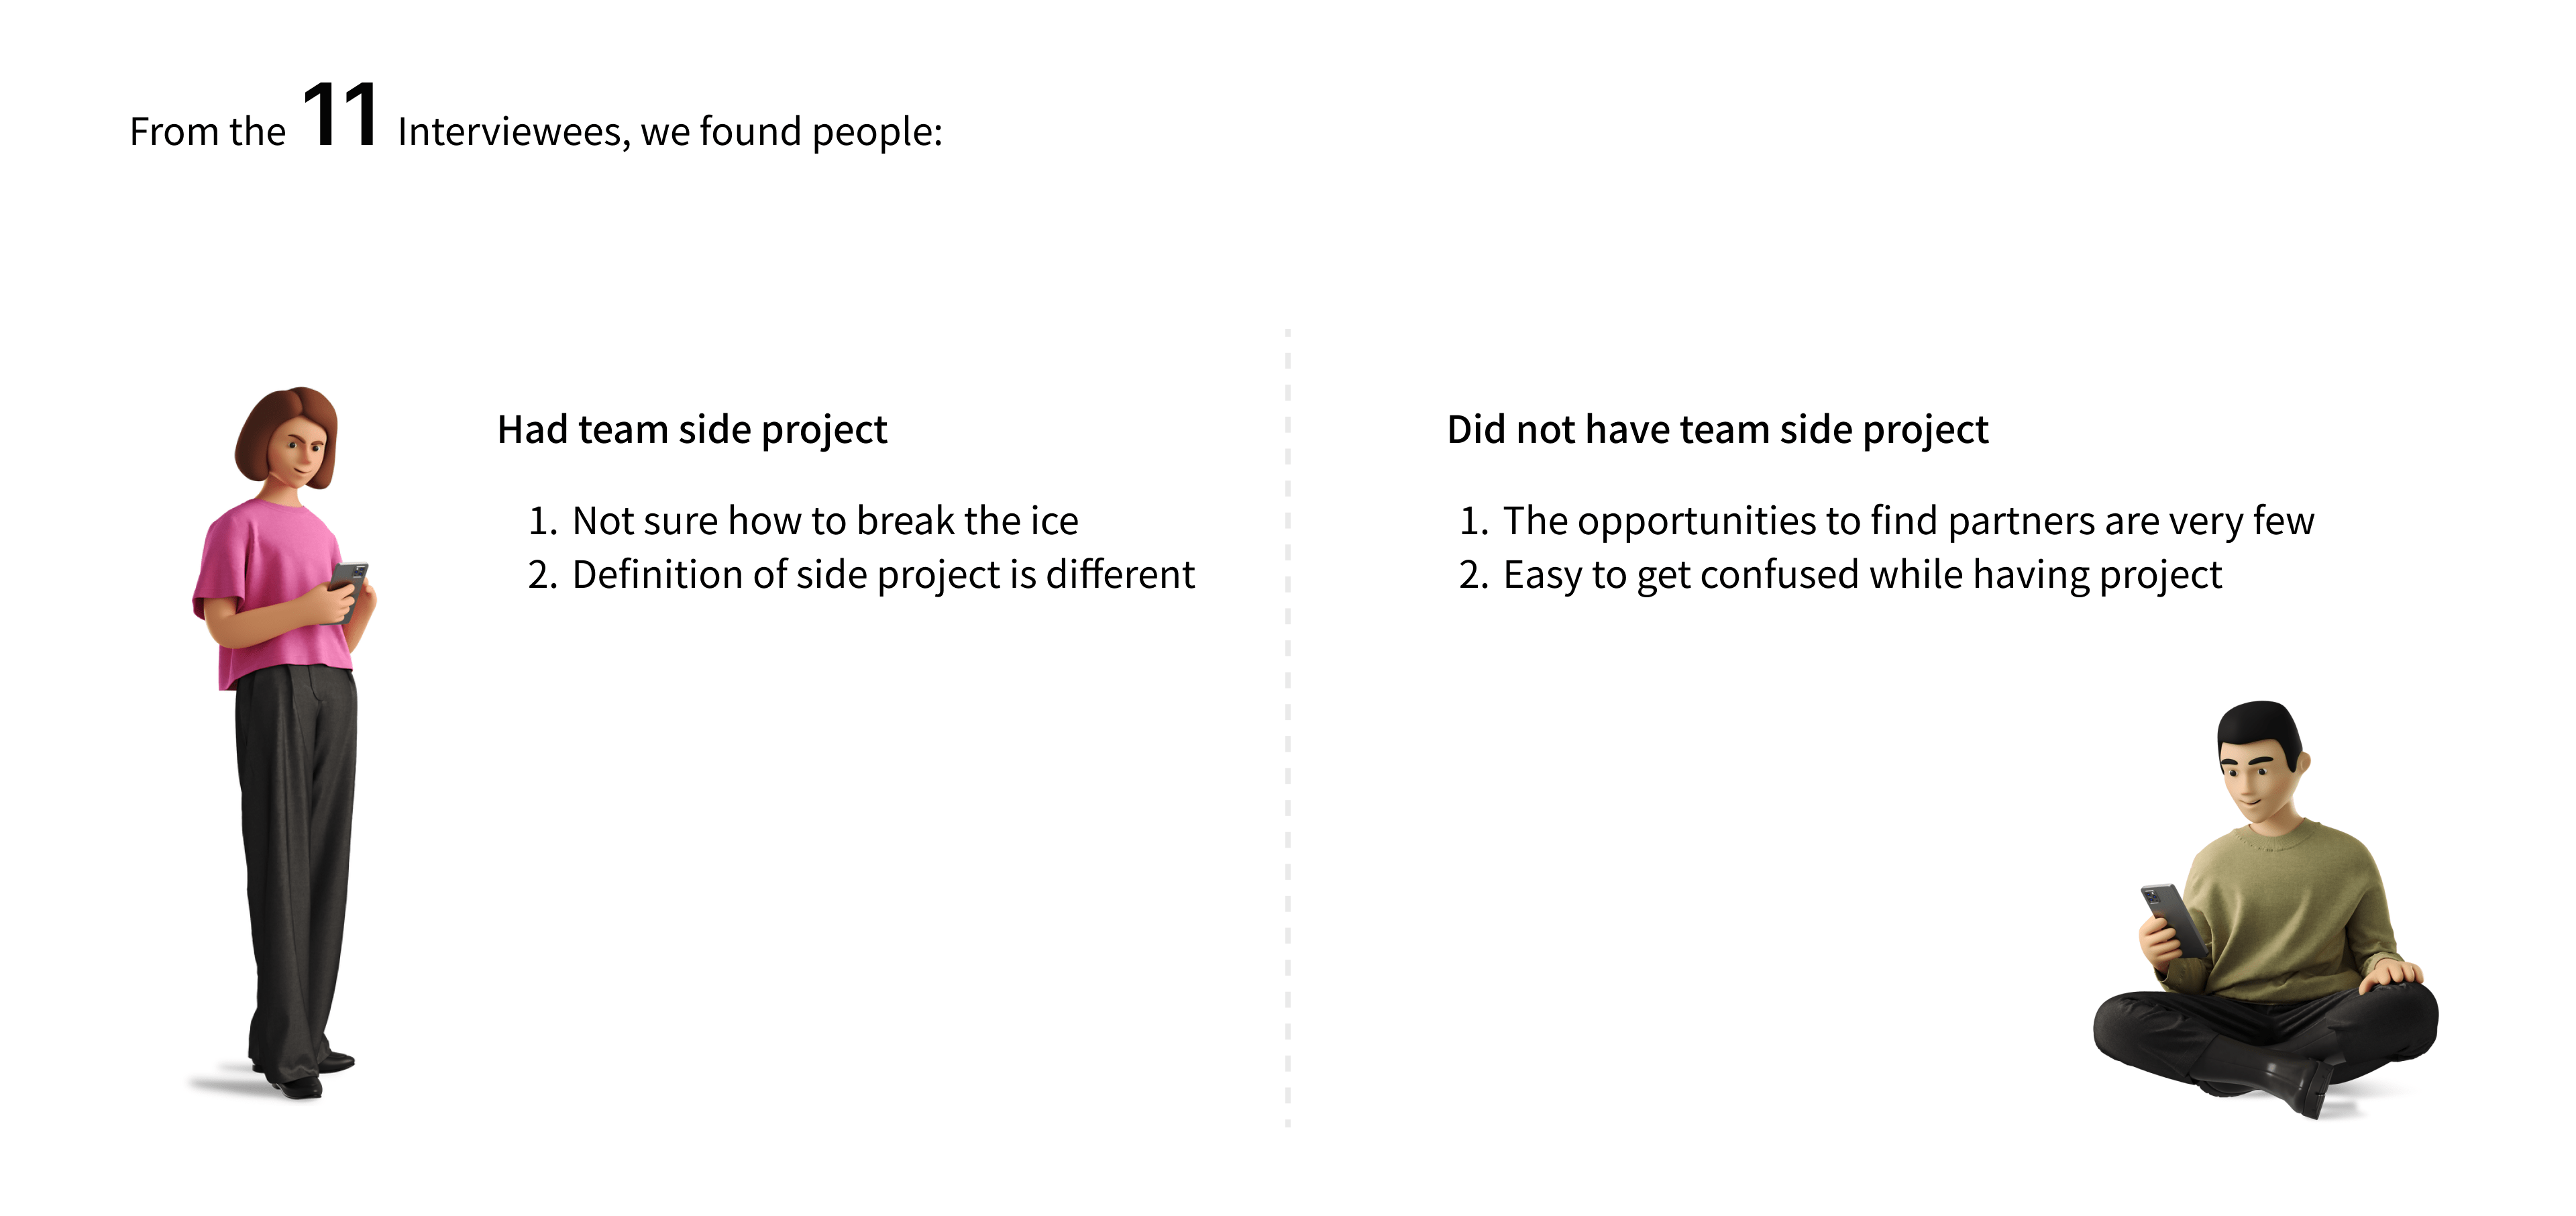 From the 11 Interviewees, we found people:
Had team side project
1. Not sure how to break the ice
2. Definition of side project is different
Did not have team side project
1. The opportunities to find partners are very few
2. Easy to get confused while having project